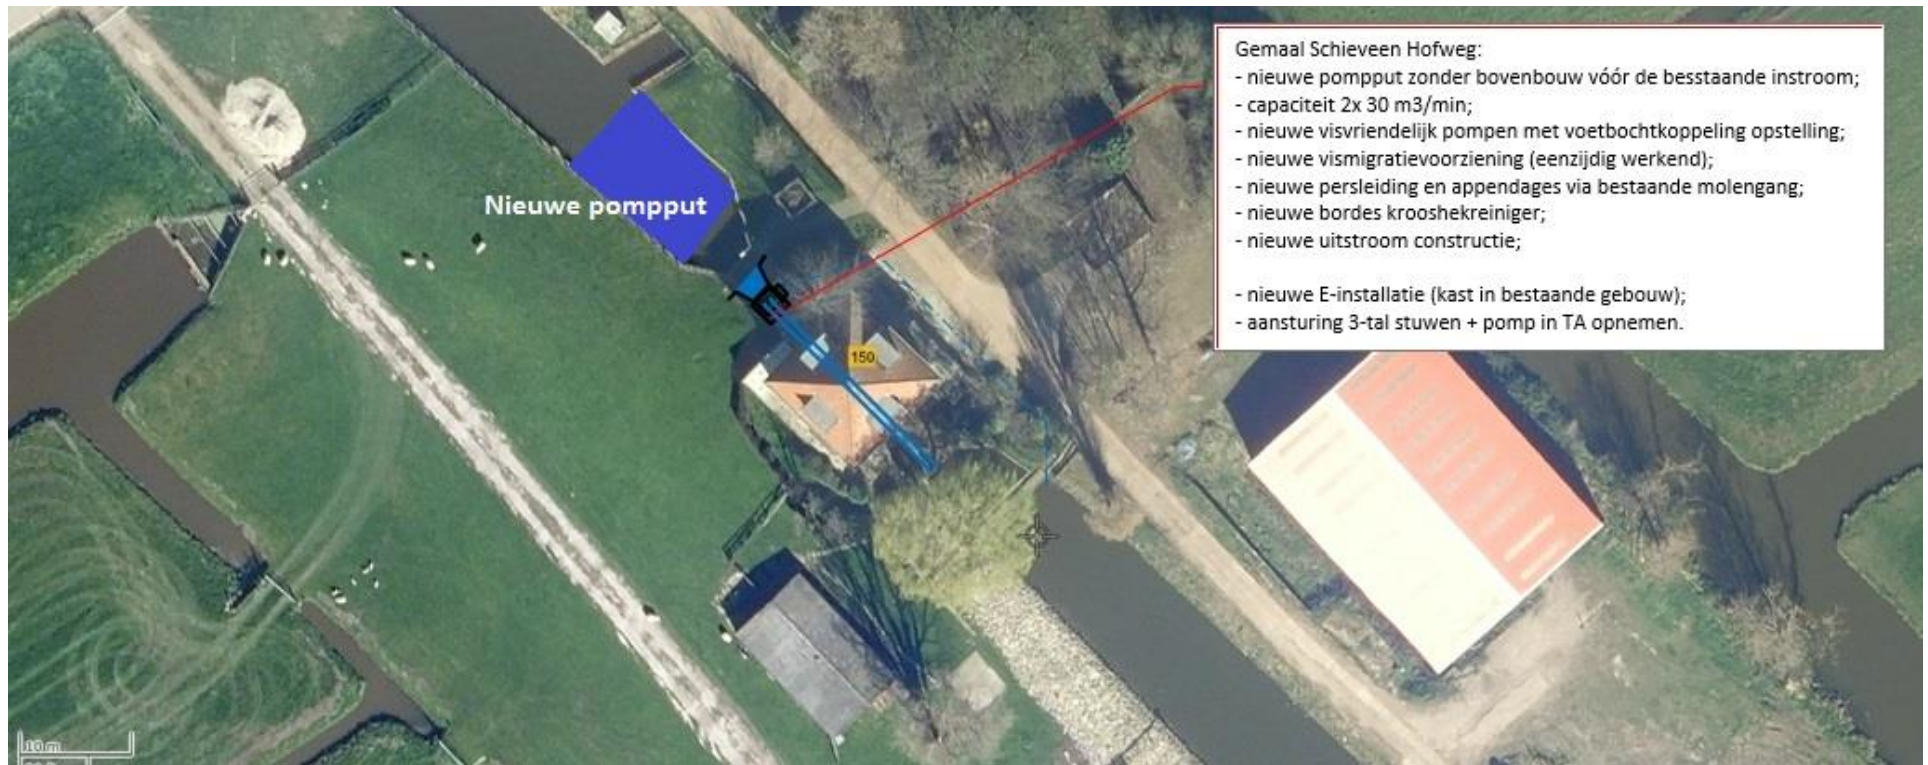 Gemaal Schieveen Hofweg:
- nieuwe pompput zonder bovenbouw vóór de besstaande instroom;
- capaciteit 2x 30 m3/min;
- nieuwe visvriendelijk pompen met voetbochtkoppeling opstelling;
- nieuwe vismigratievoorziening (eenzijdig werkend);
- nieuwe persleiding en appendages via bestaande molengang;
- nieuwe bordes krooshekreiniger;
- nieuwe uitstroom constructie;
- nieuwe E-installatie (kast in bestaande gebouw);
- aansturing 3-tal stuwen + pomp in TA opnemen.
Nieuwe pompput
150
10 m